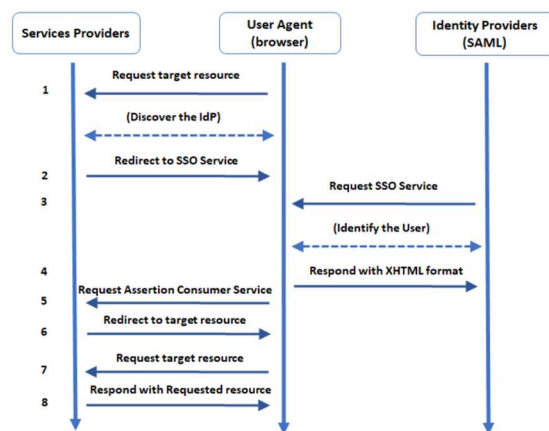 Services Providers
User Agent
(browser)
Identity Providers
(SAML)
Request target resource
1
(Discover the IdP)
Redirect to SSO Service
2
Request SSO Service
3
(Identify the User)
4
Respond with XHTML format
Request Assertion Consumer Service
5
Redirect to target resource
6
Request target resource
7
Respond with Requested resource
8